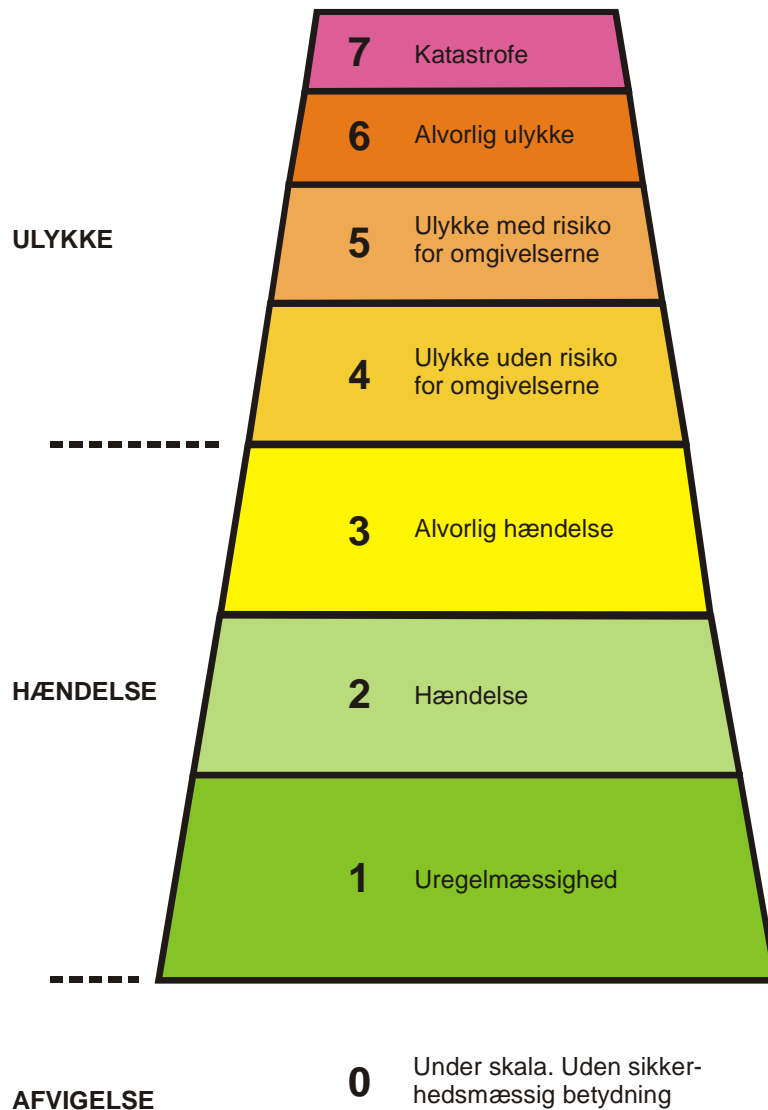 7 Katastrofe
6 Alvorlig ulykke
ULYKKE
5 Ulykke med risiko
for omgivelserne
4 Ulykke uden risiko
for omgivelserne
3 Alvorlig hændelse
HÆNDELSE
2 Hændelse
1 Uregelmæssighed
AFVIGELSE
0 Under skala. Uden sikker-
hedsmæssig betydning